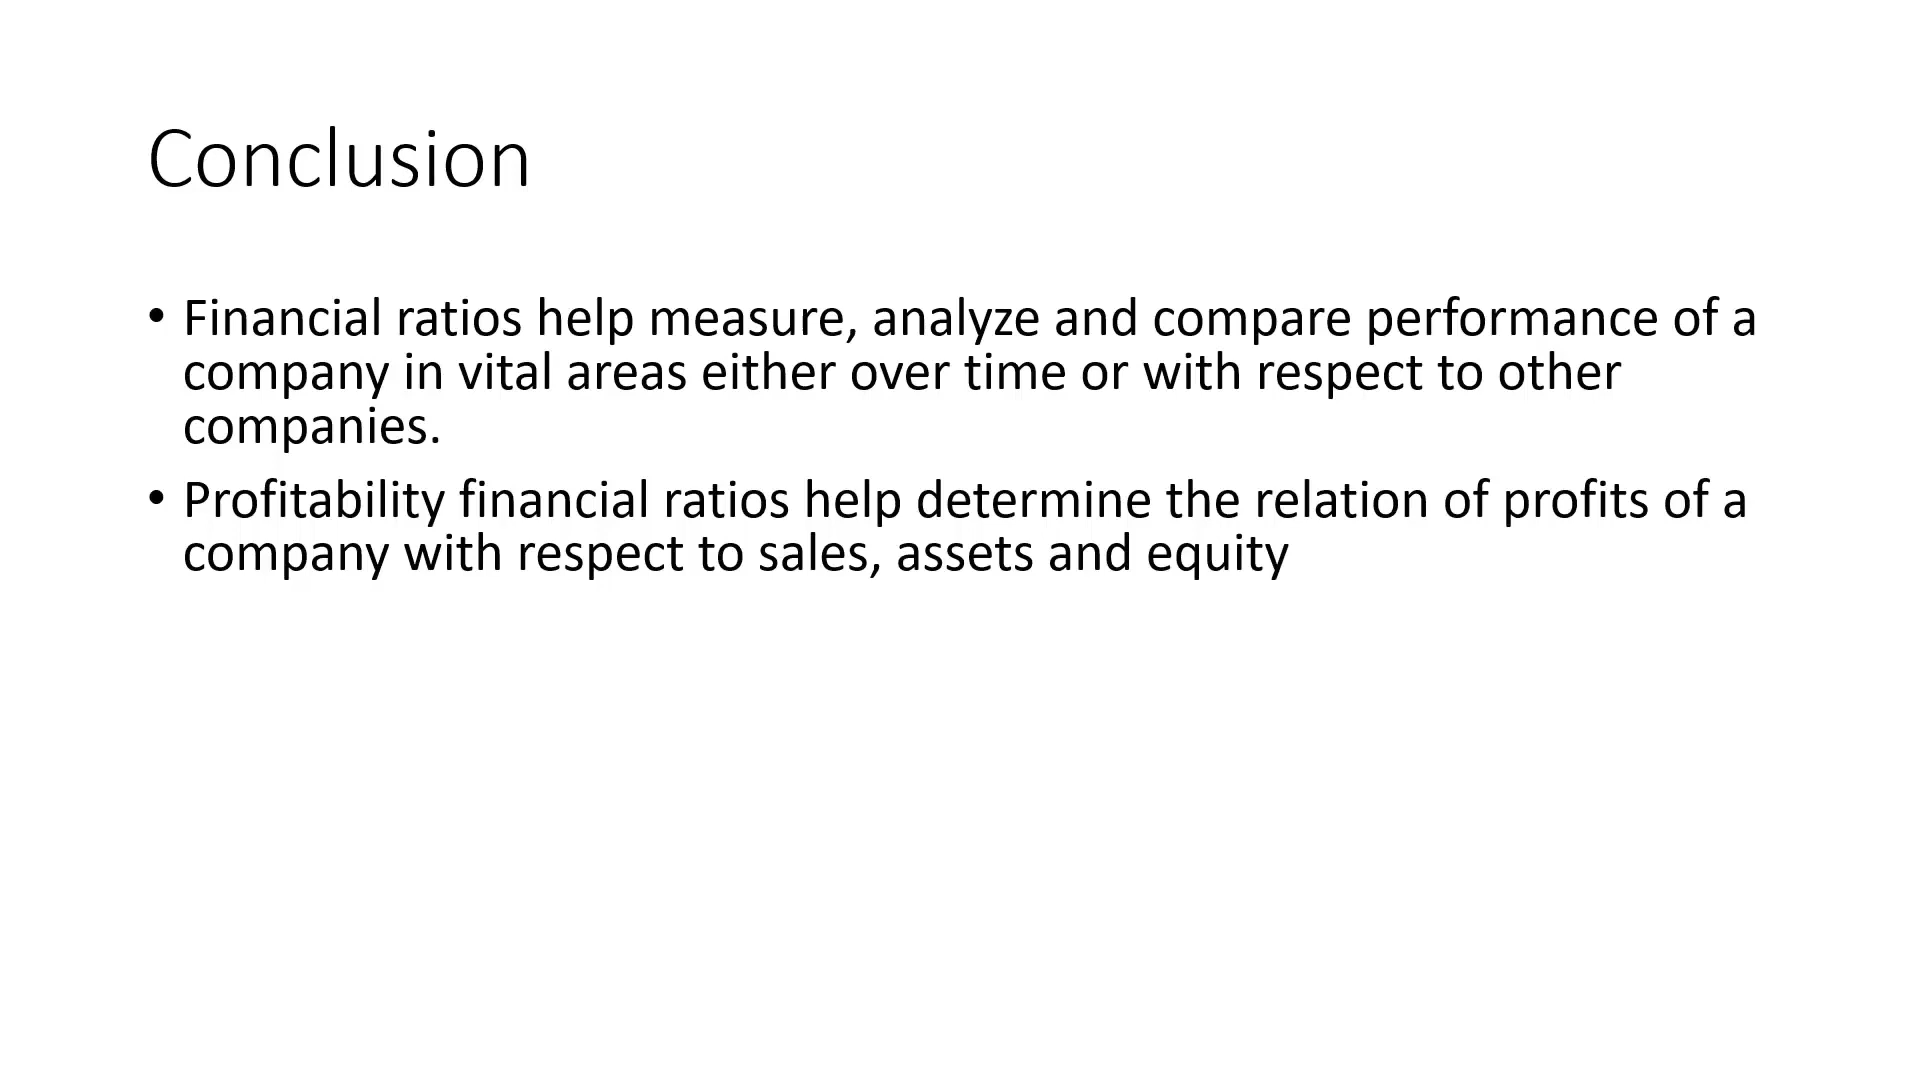 Conclusion
• Financial ratios help measure, analyze and compare performance of a
company in vital areas either over time or with respect to other
companies.
• Profitability financial ratios help determine the relation of profits of a
company with respect to sales, assets and equity